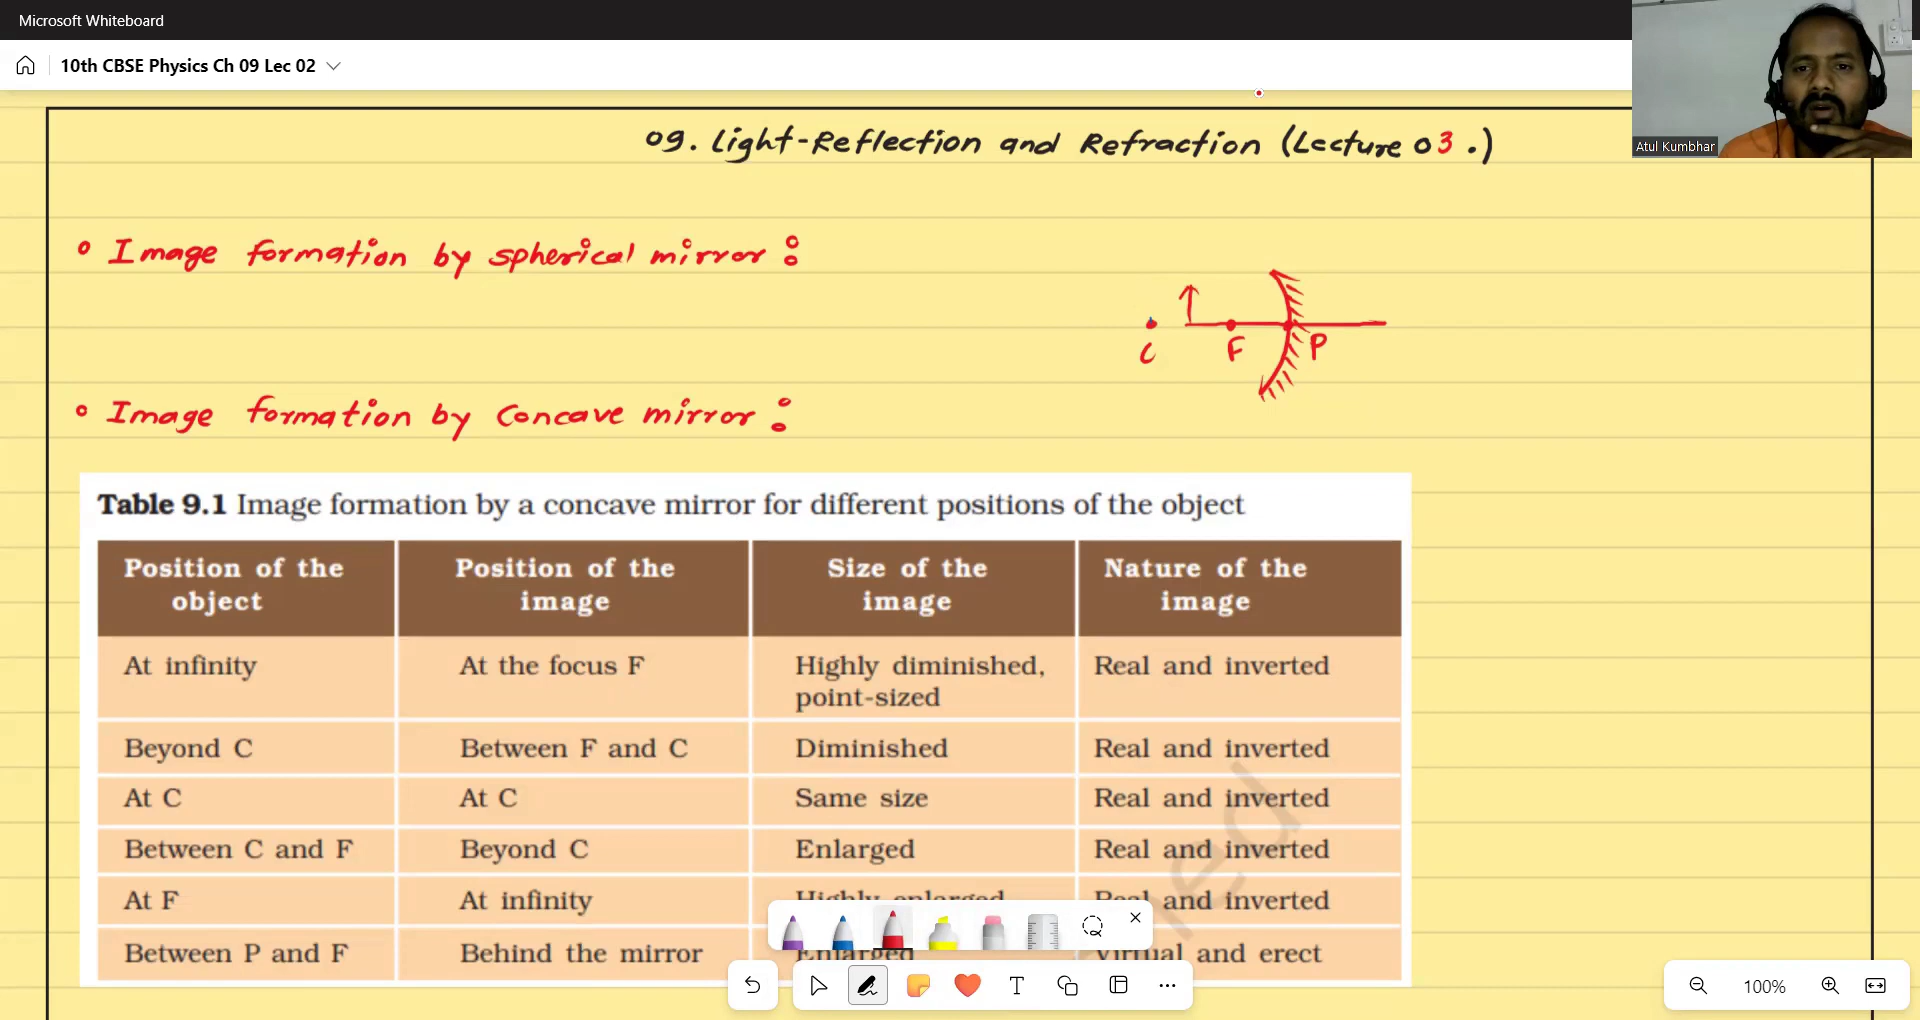 Microsoft Whiteboard
10th CBSE Physics Ch 09 Lec 02
Atul Kumbhar
09. Light-Reflection and Refraction (Lecture 03.)
Image formation by spherical mirror :
C F P
Image formation by Concave mirror :
Table 9.1 Image formation by a concave mirror for different positions of the object
Position of the object Position of the image Size of the image Nature of the image
At infinity At the focus F Highly diminished, point-sized Real and inverted
Beyond C Between F and C Diminished Real and inverted
At C At C Same size Real and inverted
Between C and F Beyond C Enlarged Real and inverted
At F At infinity Highly enlarged Real and inverted
Between P and F Behind the mirror Enlarged Virtual and erect
100%